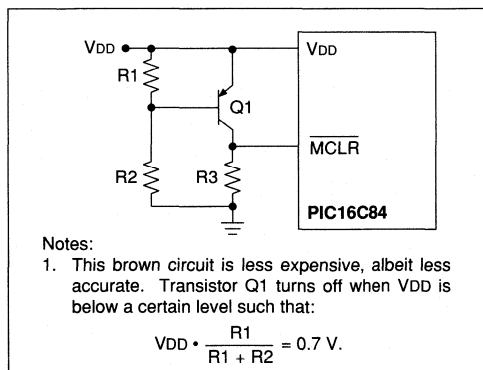 VDD VDD
R1
Q1
MCLR
R2 R3
PIC16C84
Notes:
1. This brown circuit is less expensive, albeit less
accurate. Transistor Q1 turns off when VDD is
below a certain level such that:
VDD • R1 / R1 + R2 = 0.7 V.